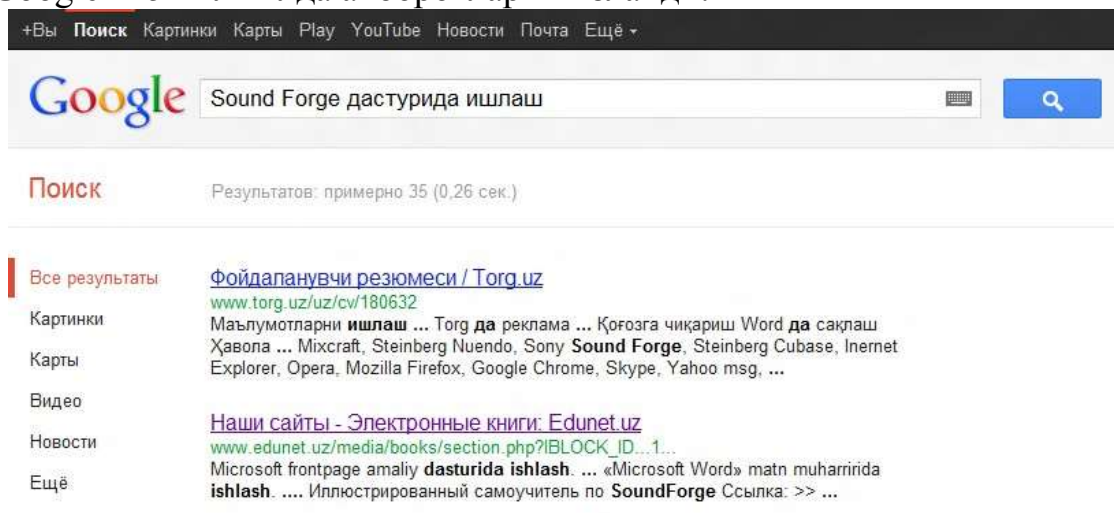 +Вы Поиск Картинки Карты Play YouTube Новости Почта Ещё
Google Sound Forge дастурида ишлаш
Поиск Результатов: примерно 35 (0,26 сек.)
Все результаты
Картинки
Карты
Видео
Новости
Ещё
Фойдаланувчи резюмеси / Torg.uz
www.torg.uz/uz/cv/180632
Маълумотларни ишлаш ... Torg да реклама ... Қоғозга чиқариш Word да сақлаш
Ҳавола ... Mixcraft, Steinberg Nuendo, Sony Sound Forge, Steinberg Cubase, Inernet
Explorer, Opera, Mozilla Firefox, Google Chrome, Skype, Yahoo msg, ...
Наши сайты - Электронные книги: Edunet.uz
www.edunet.uz/media/books/section.php?IBLOCK_ID...1...
Microsoft frontpage amaliy dasturida ishlash. ... «Microsoft Word» matn muharririda
ishlash. .... Иллюстрированный самоучитель по SoundForge Ссылка: >> ...